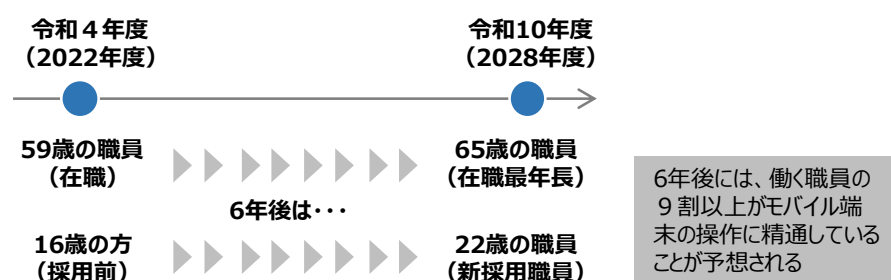 令和４年度
（2022年度）
令和10年度
（2028年度）
59歳の職員
（在職）
65歳の職員
（在職最年長）
6年後は･･･
16歳の方
（採用前）
22歳の職員
（新採用職員）
6年後には、働く職員の
９割以上がモバイル端
末の操作に精通している
ことが予想される